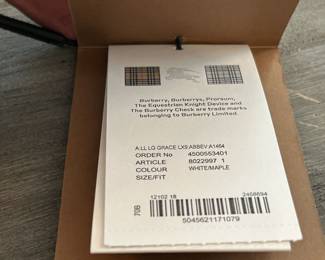 Burberry, Burberrys, Prorsum,
The Equestrian Knight Device and
The Burberry Check are trade marks
belonging to Burberry Limited.
A:LL LG GRACE LXS:ABBEV:A1464
ORDER No 4500553401
ARTICLE 8022997 1
COLOUR WHITE/MAPLE
SIZE/FIT
12102 18 2458694
70B
5045621171079